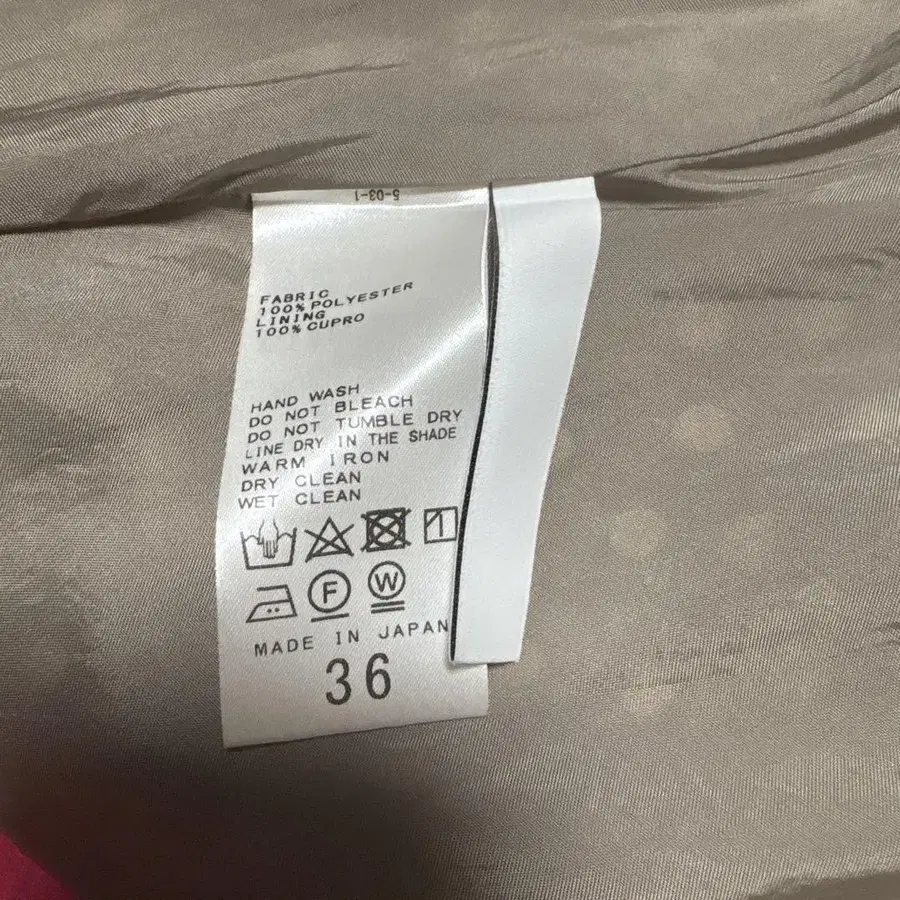 5-03-1
FABRIC
100% POLYESTER
LINING
100% CUPRO
HAND WASH
DO NOT BLEACH
DO NOT TUMBLE DRY
LINE DRY IN THE SHADE
WARM IRON
DRY CLEAN
WET CLEAN
F W
MADE IN JAPAN
36